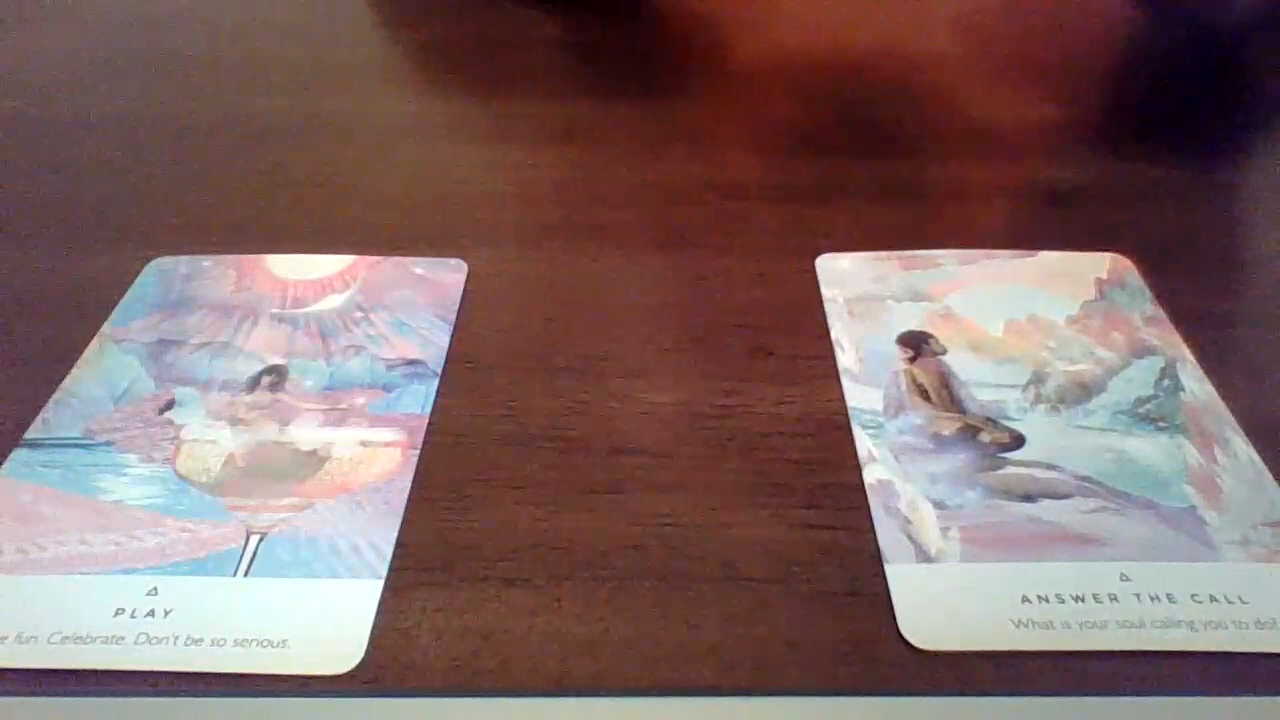 PLAY
e fun. Celebrate. Don't be so serious.
ANSWER THE CALL
What is your soul calling you to do?